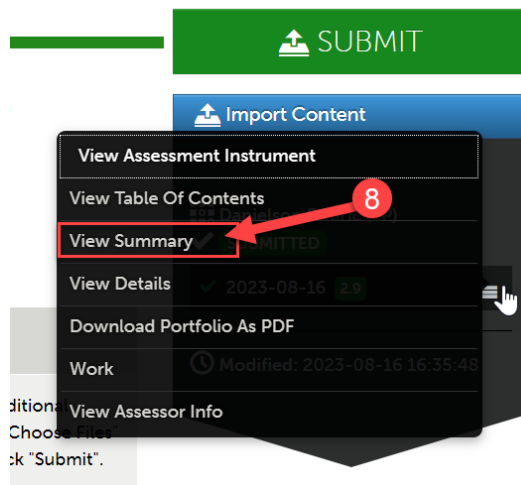 SUBMIT
Import Content
View Assessment Instrument
View Table Of Contents
8
View Summary
SUBMITTED
View Details
2023-08-16 2.9
Download Portfolio As PDF
Work
Modified: 2023-08-16 16:35:48
View Assessor Info
ditional
"Choose Files"
ck "Submit".